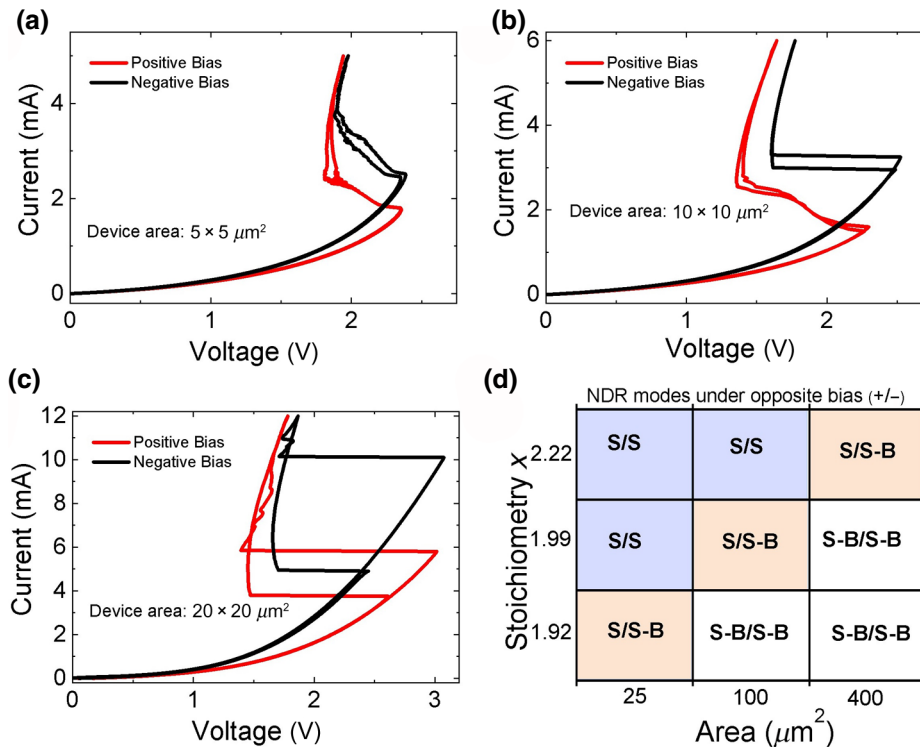 (a)
Positive Bias
Negative Bias
Device area: 5 × 5 μm²
Current (mA)
4
2
0
0
1
2
Voltage (V)
(b)
Positive Bias
Negative Bias
Device area: 10 × 10 μm²
Current (mA)
6
5
4
3
2
1
0
0
1
2
Voltage (V)
(c)
Positive Bias
Negative Bias
Device area: 20 × 20 μm²
Current (mA)
12
10
8
6
4
2
0
0
1
2
3
Voltage (V)
(d)
NDR modes under opposite bias (+/−)
Stoichiometry x
2.22
S/S
S/S
S/S-B
1.99
S/S
S/S-B
S-B/S-B
1.92
S/S-B
S-B/S-B
S-B/S-B
25
100
400
Area (μm²)